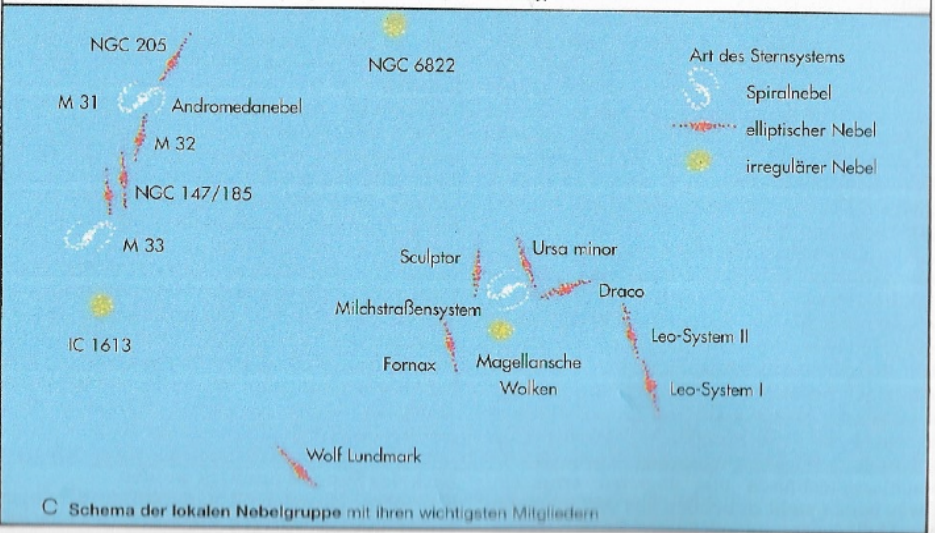 NGC 205
NGC 6822
M 31
Andromedanebel
M 32
NGC 147/185
M 33
IC 1613
Art des Sternsystems
Spiralnebel
elliptischer Nebel
irregulärer Nebel
Sculptor
Ursa minor
Milchstraßensystem
Draco
Fornax
Magellansche
Wolken
Leo-System II
Leo-System I
Wolf Lundmark
C Schema der lokalen Nebelgruppe mit ihren wichtigsten Mitgliedern